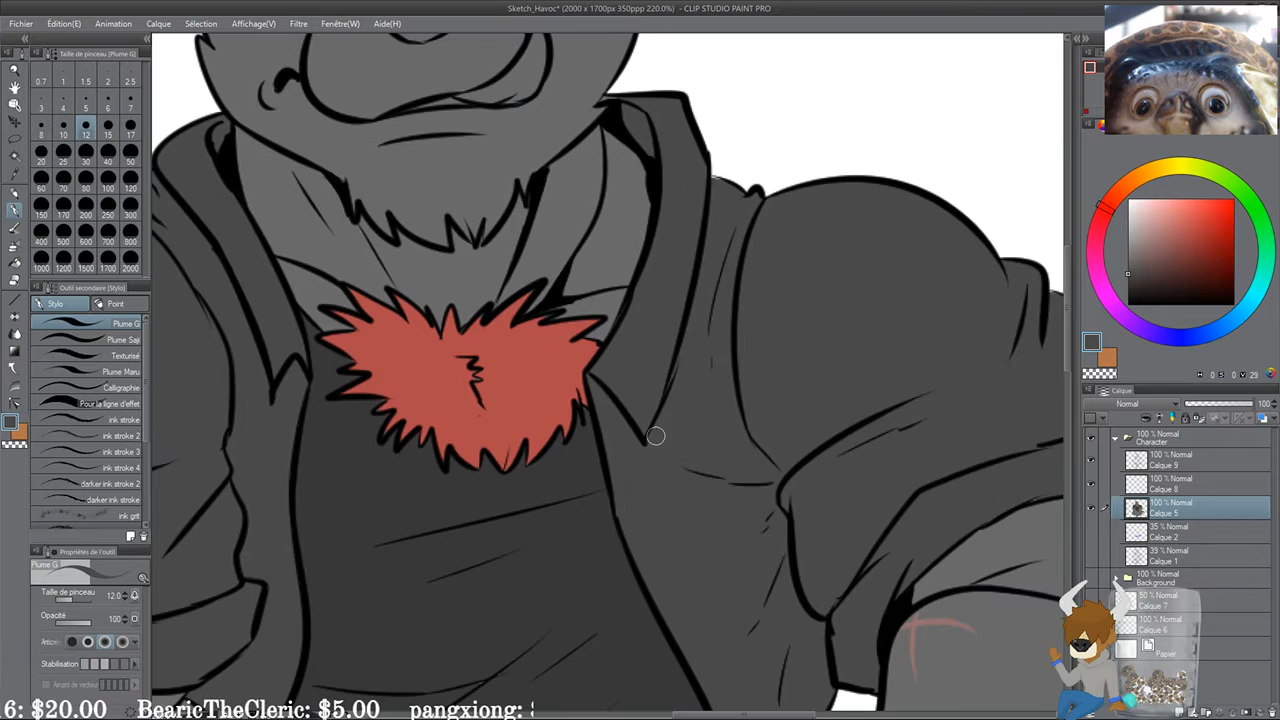 Sketch_Havoc* (2000 x 1700px 350ppp 220.0%) - CLIP STUDIO PAINT PRO
Fichier Édition(E) Animation Calque Sélection Affichage(V) Filtre Fenêtre(W) Aide(H)
Taille de pinceau [Plume G]
0.7 1 1.5 2 2.5
3 4 5 6 7
8 10 12 15 17
20 25 30 40 50
60 70 80 100 120
150 170 200 250 300
400 500 600 700 800
1000 1200 1500 1700 2000
Outil secondaire [Stylo]
Stylo Point
Plume G
Plume Saji
Texturisé
Plume Maru
Calligraphie
Pour la ligne d'effet
ink stroke
ink stroke 2
ink stroke 3
ink stroke 4
darker ink stroke 2
darker ink stroke
ink grit
Propriétés de l'outil
Plume G
Taille de pinceau 12.0
Opacité 100
Stabilisation
H 0 S 0 V 29
Calque
Normal 100
100 % Normal
Character
100 % Normal
Calque 9
100 % Normal
Calque 8
100 % Normal
Calque 5
35 % Normal
Calque 2
39 % Normal
Calque 1
100 % Normal
Background
50 % Normal
Calque 7
100 % Normal
Calque 6
Papier
6: $20.00 BearicTheCleric: $5.00 pangxiong: